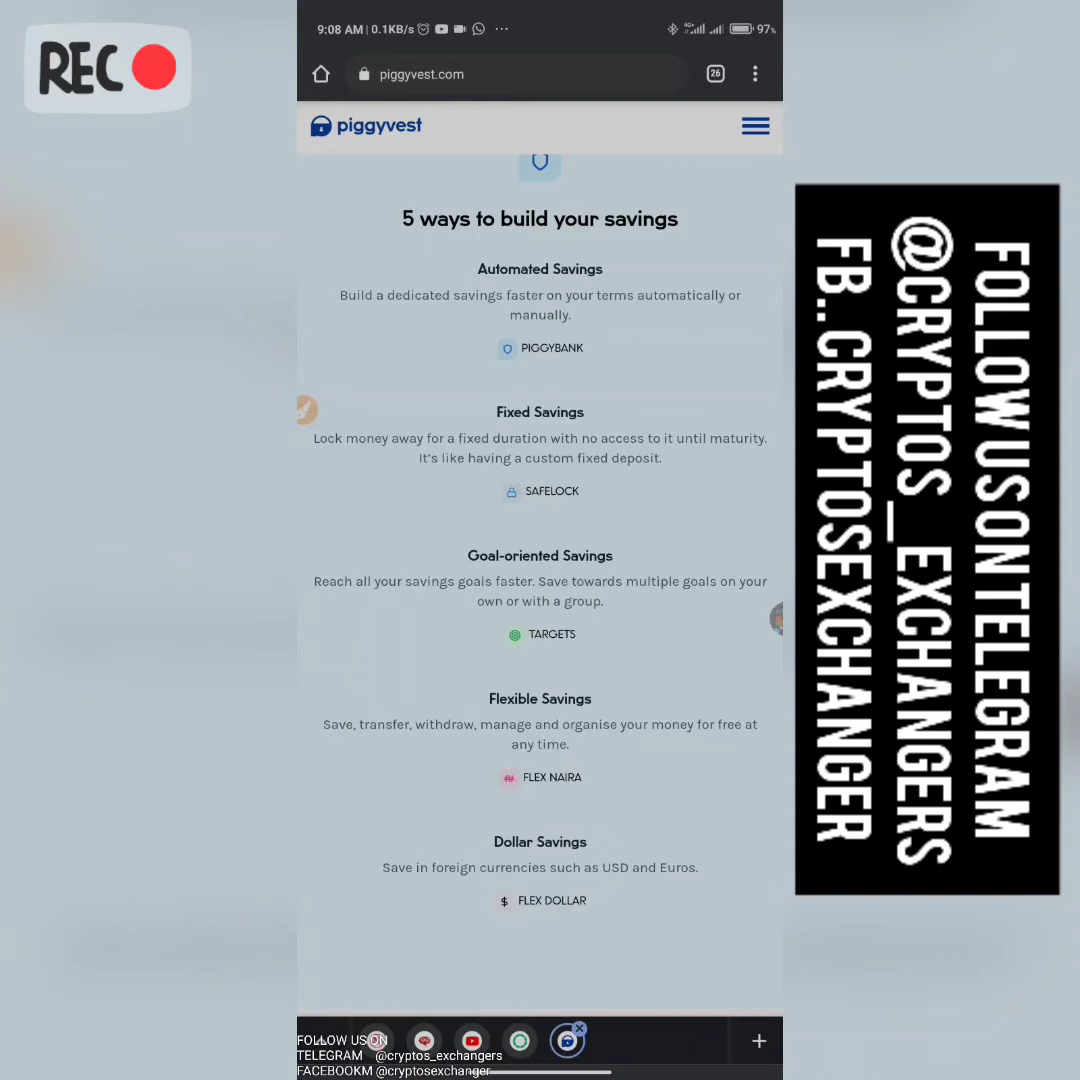 REC
9:08 AM | 0.1KB/s
97%
piggyvest.com
26
piggyvest
5 ways to build your savings
Automated Savings
Build a dedicated savings faster on your terms automatically or
manually.
PIGGYBANK
Fixed Savings
Lock money away for a fixed duration with no access to it until maturity.
It's like having a custom fixed deposit.
SAFELOCK
Goal-oriented Savings
Reach all your savings goals faster. Save towards multiple goals on your
own or with a group.
TARGETS
Flexible Savings
Save, transfer, withdraw, manage and organise your money for free at
any time.
FLEX NAIRA
Dollar Savings
Save in foreign currencies such as USD and Euros.
$ FLEX DOLLAR
FOLLOW US ON
TELEGRAM @cryptos_exchangers
FACEBOOKM @cryptosexchanger
FOLLOW US ON TELEGRAM
@CRYPTOS_EXCHANGERS
FB.. CRYPTOSEXCHANGER